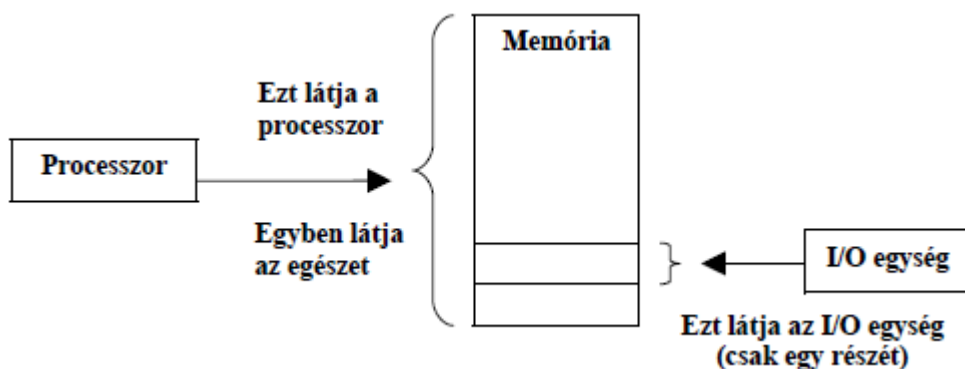 Memória
Ezt látja a
processzor
Processzor
Egyben látja
az egészet
I/O egység
Ezt látja az I/O egység
(csak egy részét)